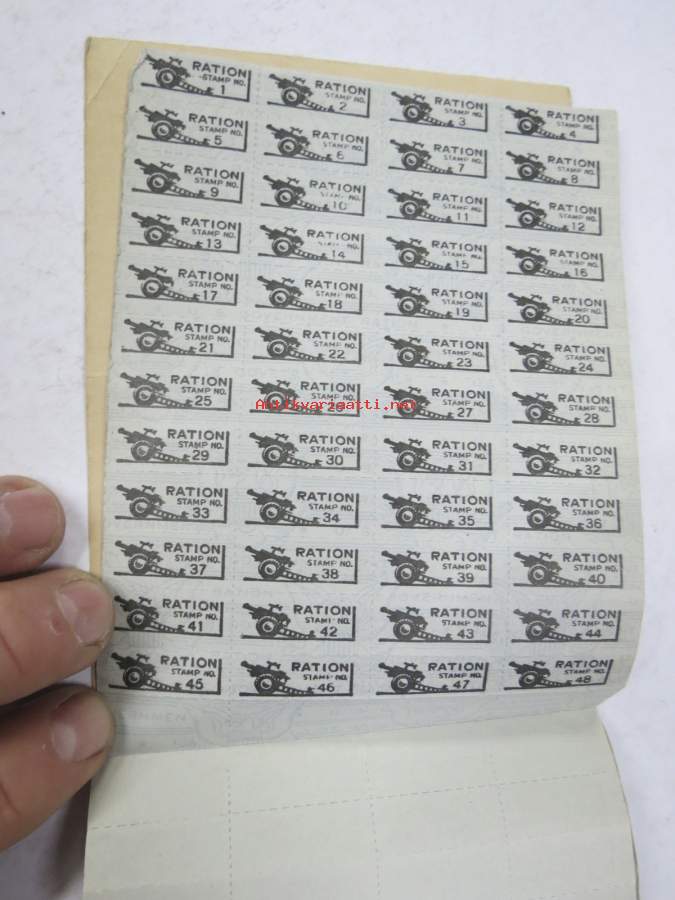 RATION STAMP NO. 1
RATION STAMP NO. 2
RATION STAMP NO. 3
RATION STAMP NO. 4
RATION STAMP NO. 5
RATION STAMP NO. 6
RATION STAMP NO. 7
RATION STAMP NO. 8
RATION STAMP NO. 9
RATION STAMP NO. 10
RATION STAMP NO. 11
RATION STAMP NO. 12
RATION STAMP NO. 13
RATION STAMP NO. 14
RATION STAMP NO. 15
RATION STAMP NO. 16
RATION STAMP NO. 17
RATION STAMP NO. 18
RATION STAMP NO. 19
RATION STAMP NO. 20
RATION STAMP NO. 21
RATION STAMP NO. 22
RATION STAMP NO. 23
RATION STAMP NO. 24
RATION STAMP NO. 25
RATION
Antikvariaatti.net
RATION STAMP NO. 27
RATION STAMP NO. 28
RATION STAMP NO. 29
RATION STAMP NO. 30
RATION STAMP NO. 31
RATION STAMP NO. 32
RATION STAMP NO. 33
RATION STAMP NO. 34
RATION STAMP NO. 35
RATION STAMP NO. 36
RATION STAMP NO. 37
RATION STAMP NO. 38
RATION STAMP NO. 39
RATION STAMP NO. 40
RATION STAMP NO. 41
RATION STAMP NO. 42
RATION STAMP NO. 43
RATION STAMP NO. 44
RATION STAMP NO. 45
RATION STAMP NO. 46
RATION STAMP NO. 47
RATION STAMP NO. 48